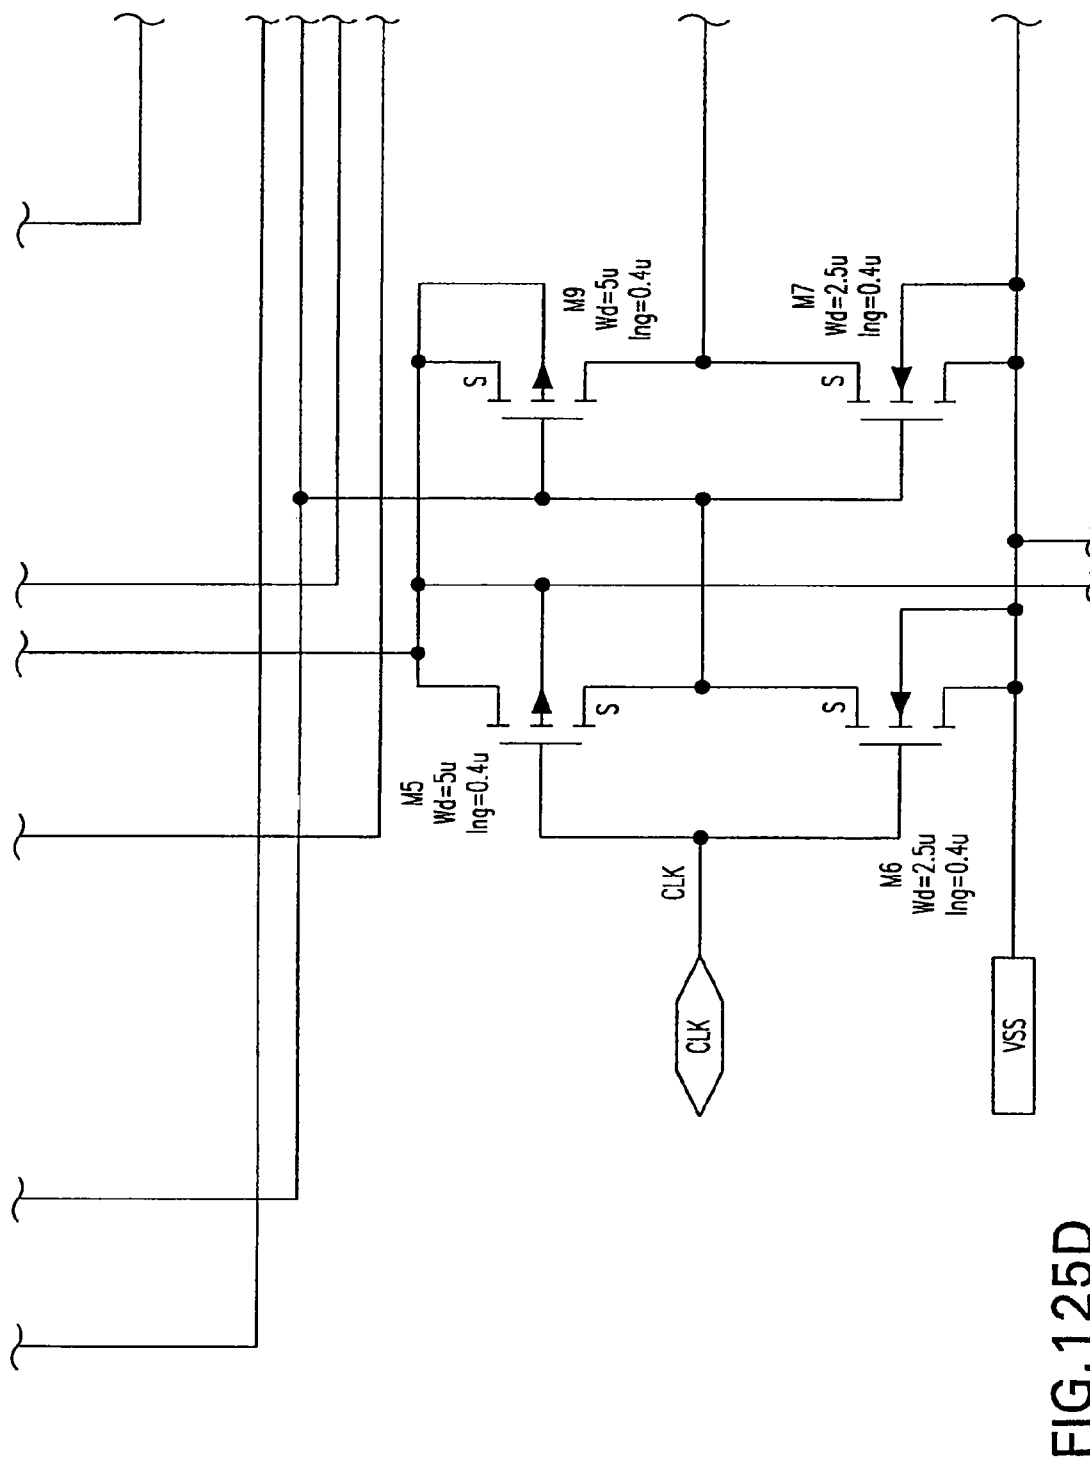 M9
Wd=5u
lng=0.4u
S
M7
Wd=2.5u
lng=0.4u
S
M5
Wd=5u
lng=0.4u
S
S
M6
Wd=2.5u
lng=0.4u
CLK
CLK
VSS
FIG. 125D